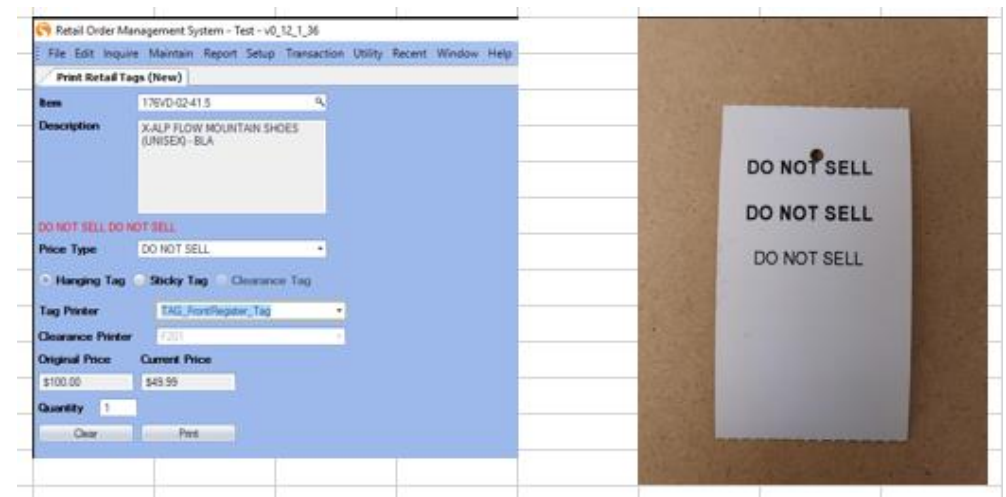 Retail Order Management System - Test - v0_12_1_36
File Edit Inquire Maintain Report Setup Transaction Utility Recent Window Help
Print Retail Tags (New)
Item 176VD-02-41.5
Description X-ALP FLOW MOUNTAIN SHOES
(UNISEX) - BLA
DO NOT SELL DO NOT SELL
Price Type DO NOT SELL
Hanging Tag Sticky Tag Clearance Tag
Tag Printer TAG_FrontRegister_Tag
Clearance Printer F201
Original Price Current Price
$100.00 $49.99
Quantity 1
Clear Print
DO NOT SELL
DO NOT SELL
DO NOT SELL